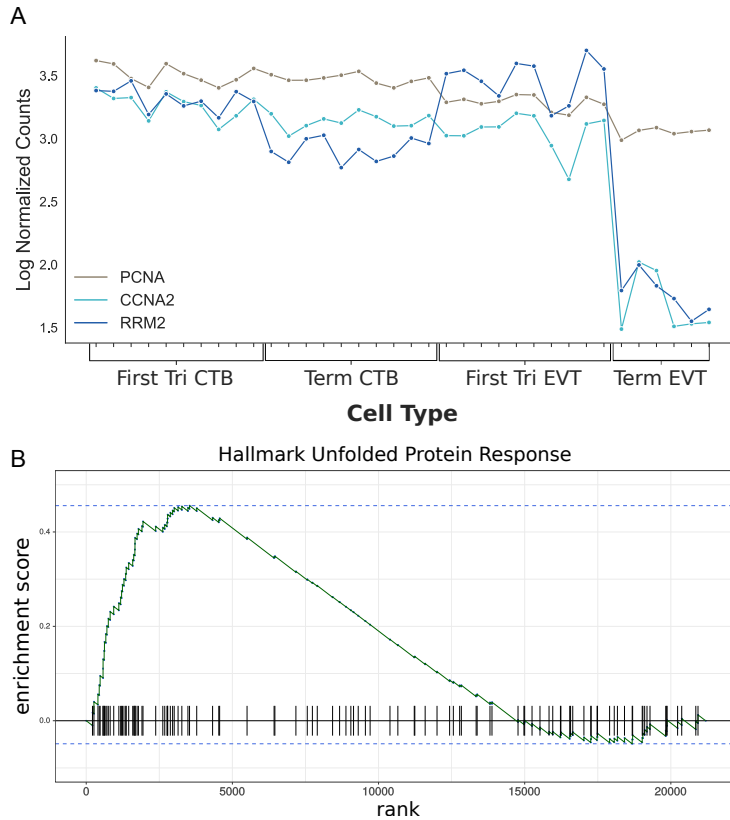 A
Log Normalized Counts
3.5
3.0
2.5
2.0
1.5
PCNA
CCNA2
RRM2
First Tri CTB
Term CTB
First Tri EVT
Term EVT
Cell Type
B
Hallmark Unfolded Protein Response
enrichment score
0.4
0.2
0.0
0
5000
10000
15000
20000
rank